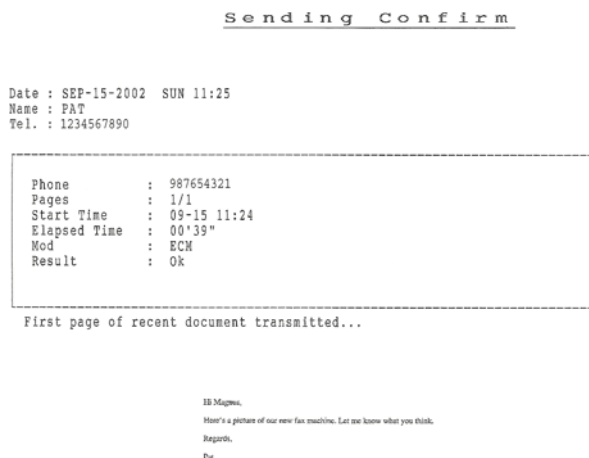 Sending Confirm
Date : SEP-15-2002 SUN 11:25
Name : PAT
Tel. : 1234567890
Phone : 987654321
Pages : 1/1
Start Time : 09-15 11:24
Elapsed Time : 00'39"
Mod : ECM
Result : Ok
First page of recent document transmitted...
Hi Magnus,
Here's a picture of our new fax machine. Let me know what you think.
Regards,
Pat